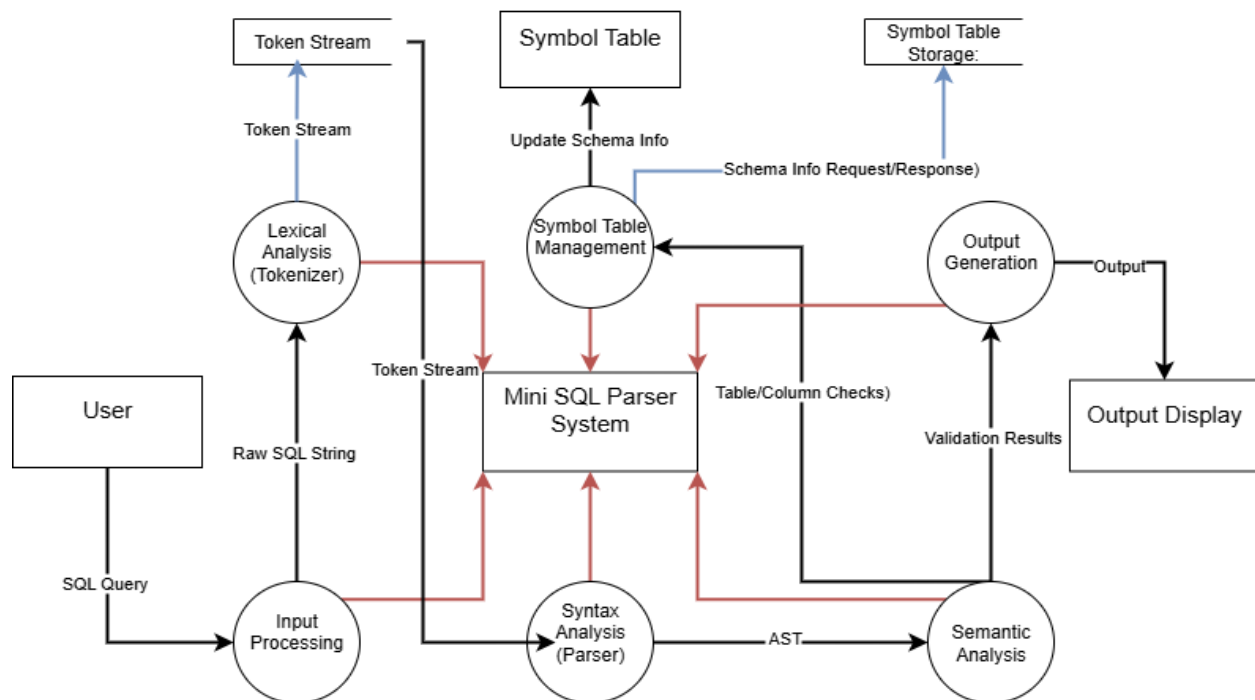 Token Stream
Symbol Table
Symbol Table
Storage:
Token Stream
Update Schema Info
Schema Info Request/Response)
Lexical
Analysis
(Tokenizer)
Symbol Table
Management
Output
Generation
Output
User
Token Stream
Mini SQL Parser
System
Table/Column Checks)
Output Display
Raw SQL String
Validation Results
SQL Query
Input
Processing
Syntax
Analysis
(Parser)
AST
Semantic
Analysis